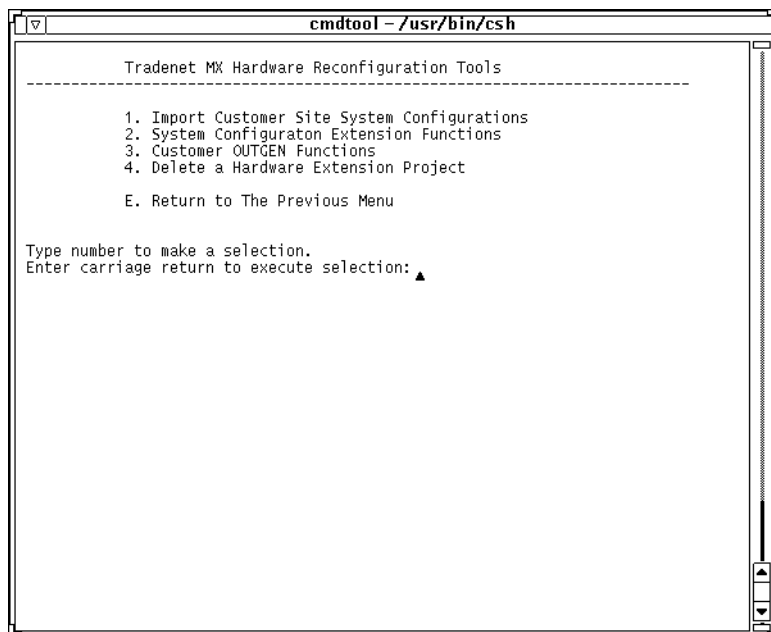 cmdtool – /usr/bin/csh
Tradenet MX Hardware Reconfiguration Tools
--------------------------------------------------------------------------
1. Import Customer Site System Configurations
2. System Configuraton Extension Functions
3. Customer OUTGEN Functions
4. Delete a Hardware Extension Project
E. Return to The Previous Menu
Type number to make a selection.
Enter carriage return to execute selection: